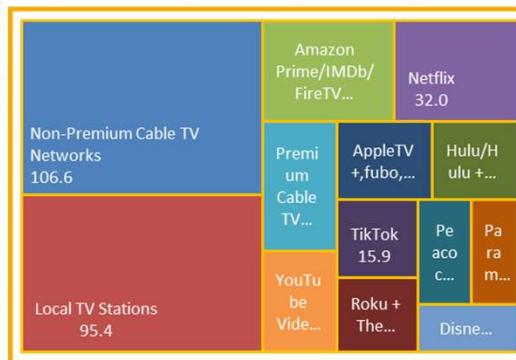 Non-Premium Cable TV
Networks
106.6
Local TV Stations
95.4
Amazon
Prime/IMDb/
FireTV...
Netflix
32.0
Premi
um
Cable
TV...
AppleTV
+,fubo,...
Hulu/H
ulu +...
TikTok
15.9
Pe
aco
c...
Pa
ra
m...
YouTu
be
Vide...
Roku +
The...
Disne...